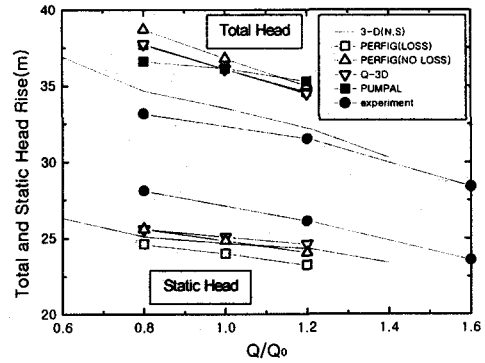 Total and Static Head Rise(m)
40
35
30
25
20
Total Head
3-D(N.S)
PERFIG(LOSS)
PERFIG(NO LOSS)
Q-3D
PUMPAL
experiment
Static Head
0.6
0.8
1.0
1.2
1.4
1.6
Q/Q0